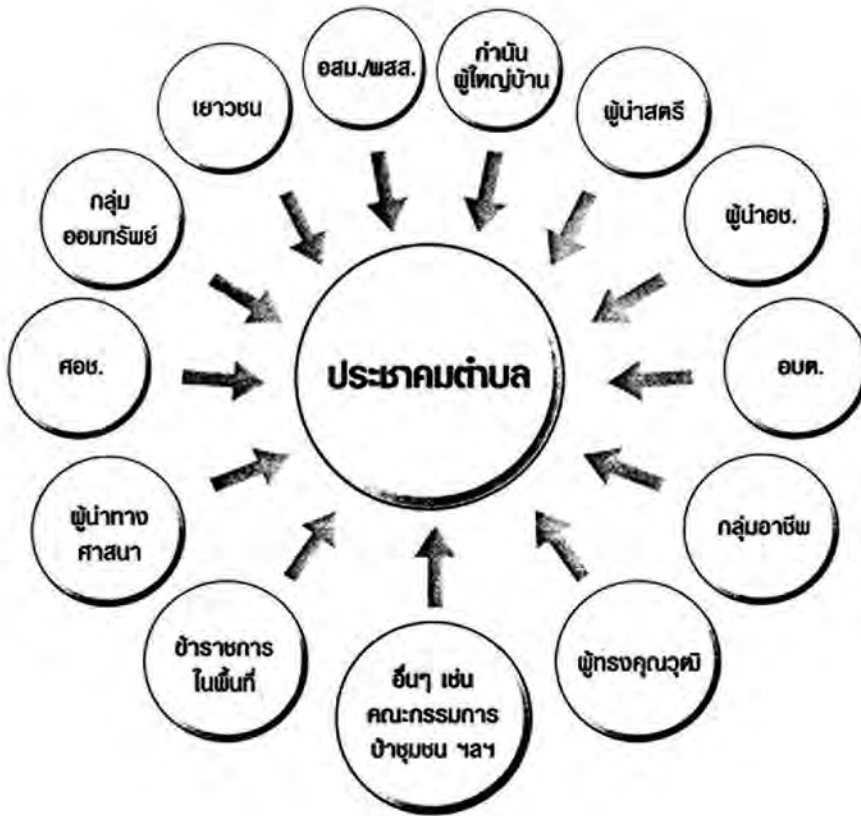 อสม./พสส.
กำนัน
ผู้ใหญ่บ้าน
เยาวชน
ผู้นำสตรี
กลุ่ม
ออมทรัพย์
ผู้นำอช.
ศอช.
ประชาคมตำบล
อบต.
ผู้นำทาง
ศาสนา
กลุ่มอาชีพ
ข้าราชการ
ในพื้นที่
อื่นๆ เช่น
คณะกรรมการ
ป่าชุมชน ฯลฯ
ผู้ทรงคุณวุฒิ